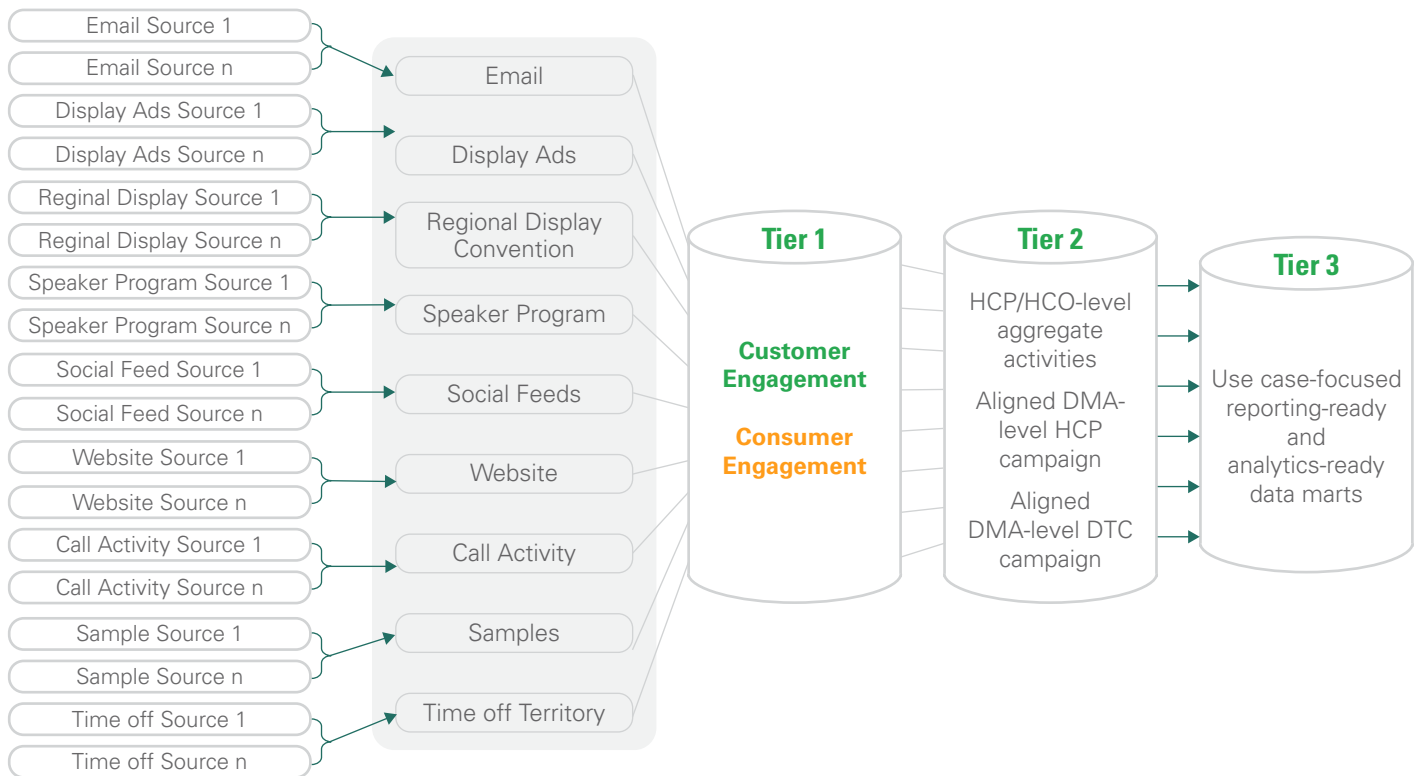 Email Source 1
Email Source n
Display Ads Source 1
Display Ads Source n
Reginal Display Source 1
Reginal Display Source n
Speaker Program Source 1
Speaker Program Source n
Social Feed Source 1
Social Feed Source n
Website Source 1
Website Source n
Call Activity Source 1
Call Activity Source n
Sample Source 1
Sample Source n
Time off Source 1
Time off Source n
Email
Display Ads
Regional Display
Convention
Speaker Program
Social Feeds
Website
Call Activity
Samples
Time off Territory
Tier 1
Customer
Engagement
Consumer
Engagement
Tier 2
HCP/HCO-level
aggregate
activities
Aligned DMA-
level HCP
campaign
Aligned
DMA-level DTC
campaign
Tier 3
Use case-focused
reporting-ready
and
analytics-ready
data marts